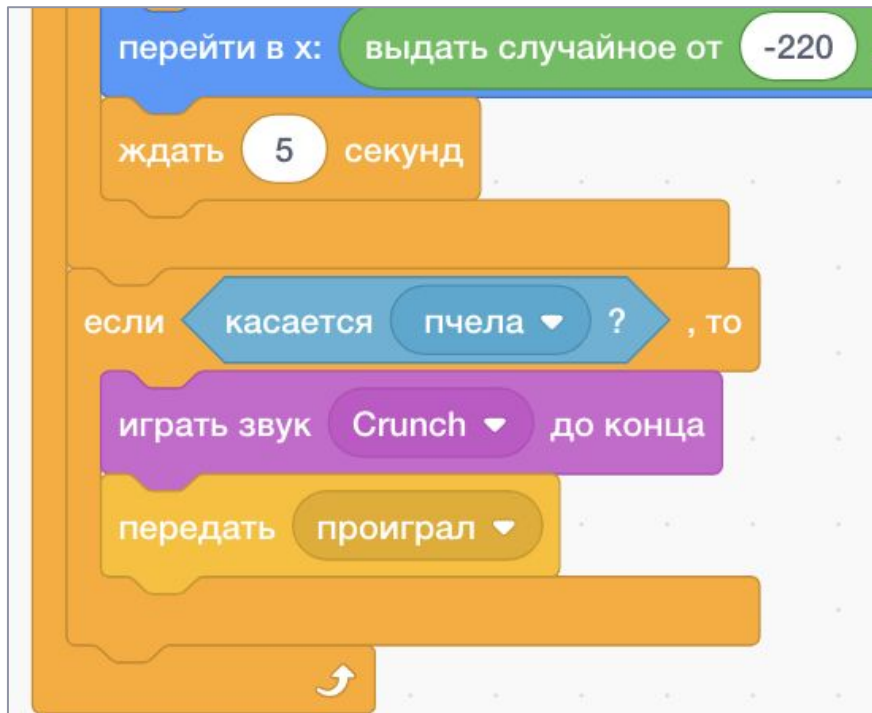 перейти в x: выдать случайное от -220
ждать 5 секунд
если касается пчела ? , то
играть звук Crunch до конца
передать проиграл